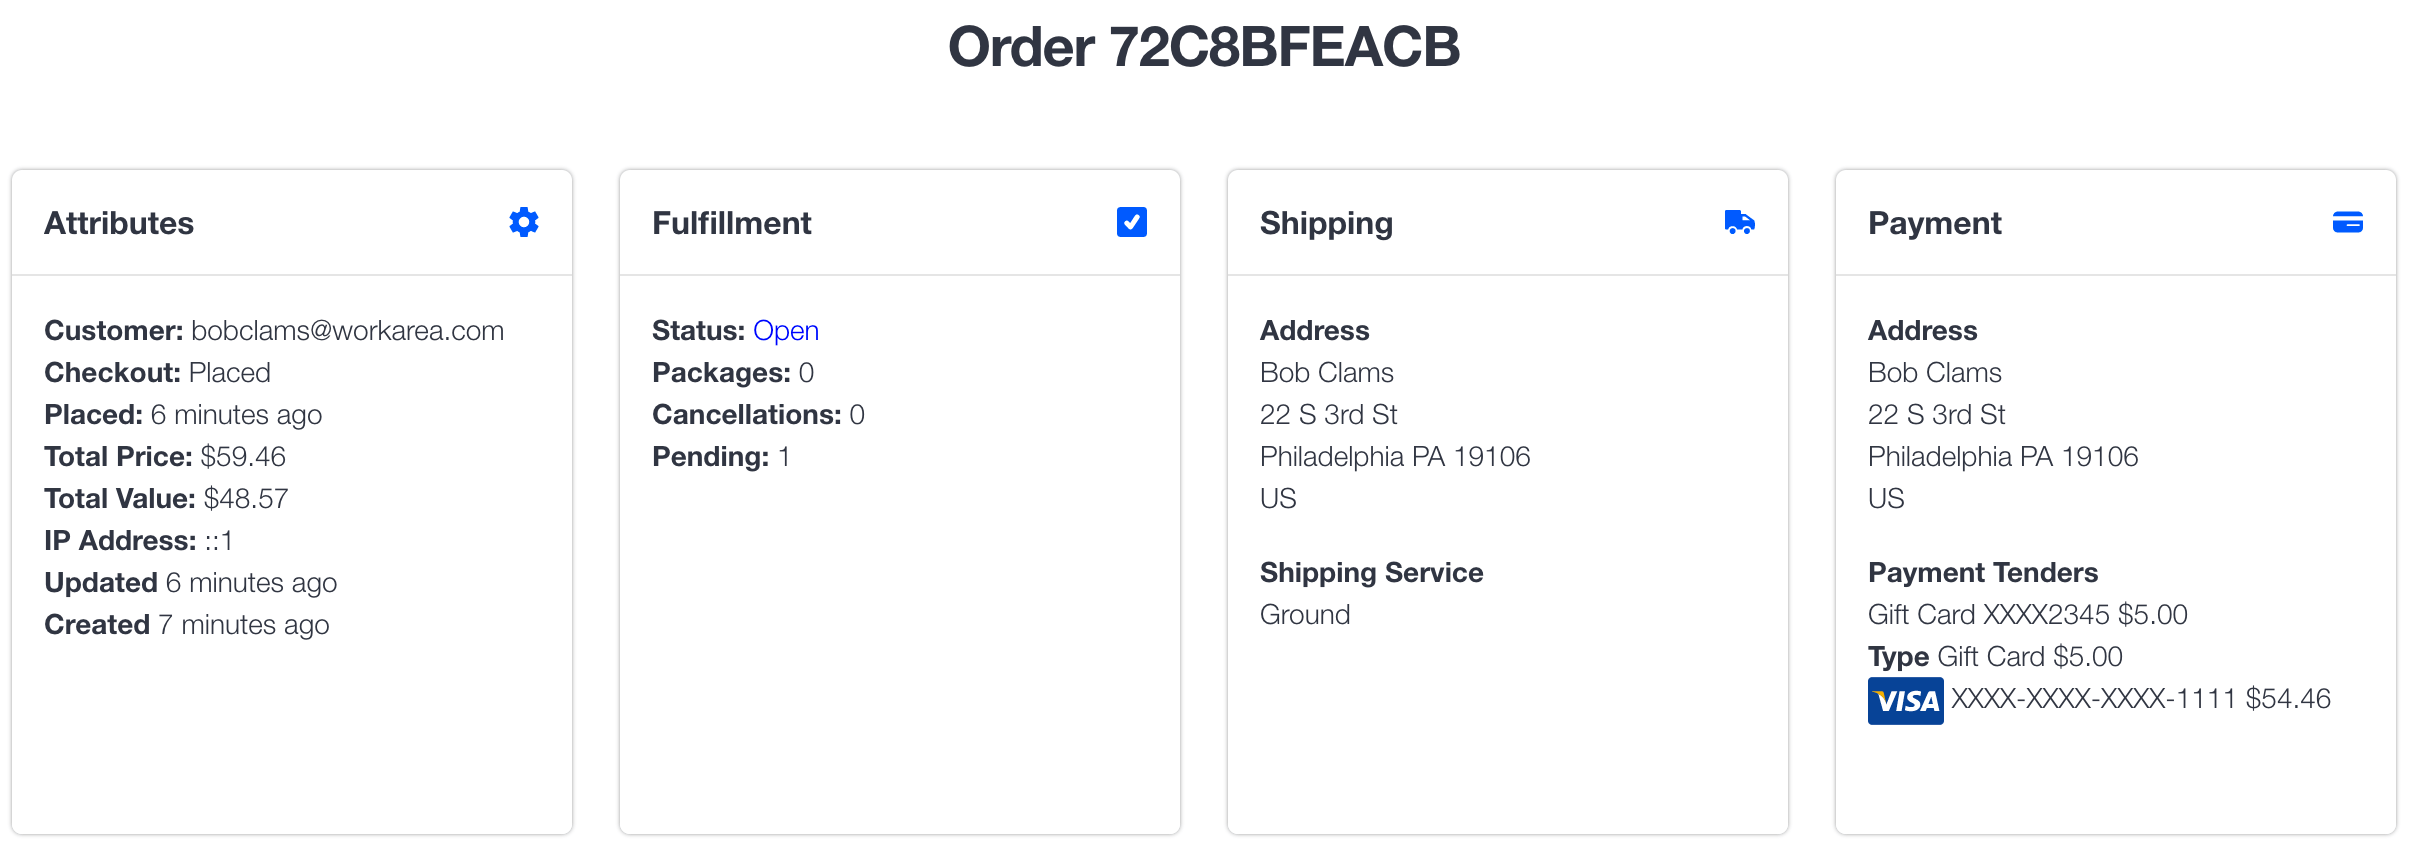 Order 72C8BFEACB
Attributes
Customer: bobclams@workarea.com
Checkout: Placed
Placed: 6 minutes ago
Total Price: $59.46
Total Value: $48.57
IP Address: ::1
Updated 6 minutes ago
Created 7 minutes ago
Fulfillment
Status: Open
Packages: 0
Cancellations: 0
Pending: 1
Shipping
Address
Bob Clams
22 S 3rd St
Philadelphia PA 19106
US
Shipping Service
Ground
Payment
Address
Bob Clams
22 S 3rd St
Philadelphia PA 19106
US
Payment Tenders
Gift Card XXXX2345 $5.00
Type Gift Card $5.00
VISA XXXX-XXXX-XXXX-1111 $54.46